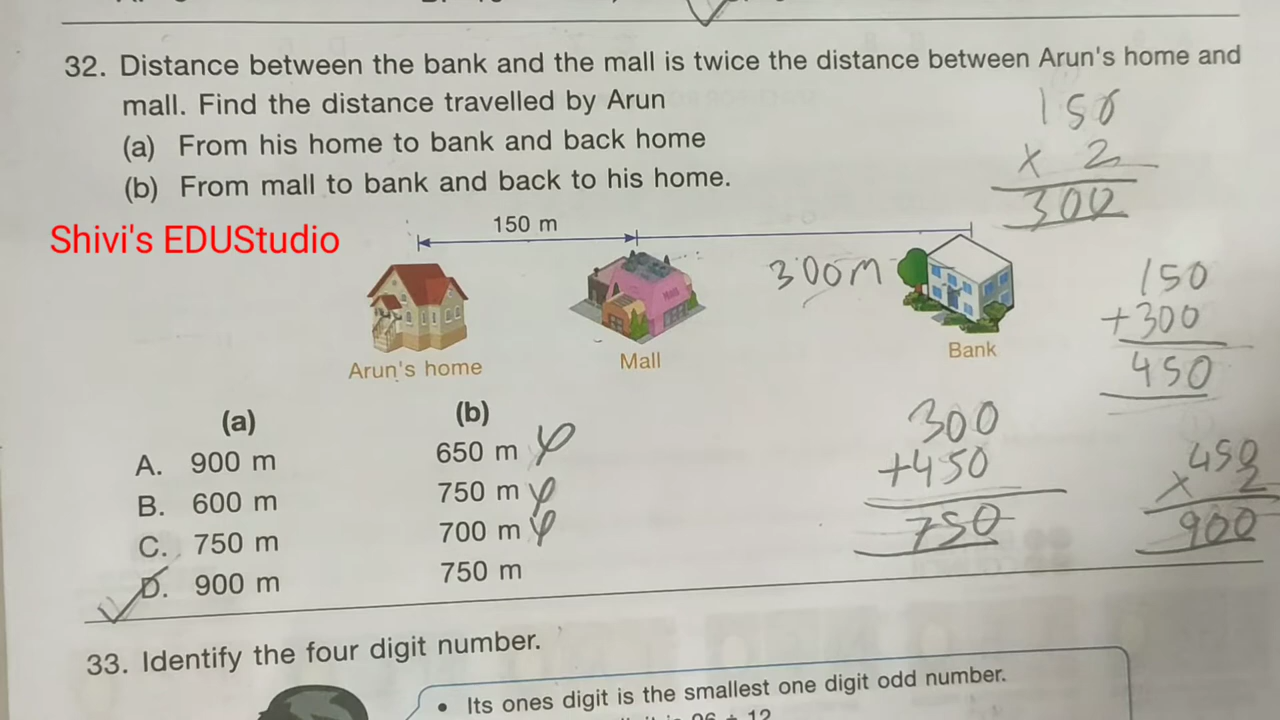 32. Distance between the bank and the mall is twice the distance between Arun's home and
mall. Find the distance travelled by Arun
(a) From his home to bank and back home
(b) From mall to bank and back to his home.
150
× 2
300
Shivi's EDUStudio
150 m
300m
Mall
Arun's home
Mall
Bank
150
+300
450
(a) (b)
A. 900 m 650 m
B. 600 m 750 m
C. 750 m 700 m
D. 900 m 750 m
300
+450
750
450
× 2
900
33. Identify the four digit number.
• Its ones digit is the smallest one digit odd number.